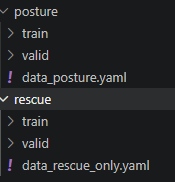 posture
train
valid
data_posture.yaml
rescue
train
valid
data_rescue_only.yaml